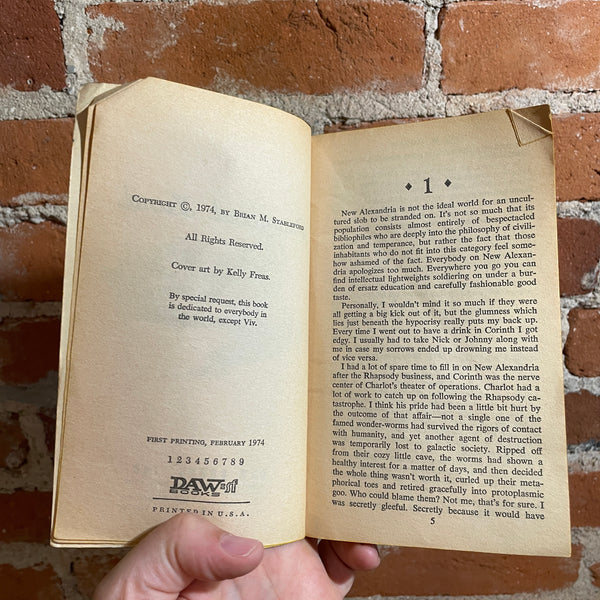 COPYRIGHT ©, 1974, BY BRIAN M. STABLEFORD
All Rights Reserved.
Cover art by Kelly Freas.
By special request, this book
is dedicated to everybody in
the world, except Viv.
FIRST PRINTING, FEBRUARY 1974
1 2 3 4 5 6 7 8 9
DAW=sf
BOOKS
PRINTED IN U.S.A.
♦ 1 ♦
New Alexandria is not the ideal world for an uncul-
tured slob to be stranded on. It's not so much that its
population consists almost entirely of bespectacled
bibliophiles who are deeply into the philosophy of civili-
zation and temperance, but rather the fact that those
inhabitants who do not fit into this category feel some-
how ashamed of the fact. Everybody on New Alexan-
dria apologizes too much. Everywhere you go you can
find intellectual lightweights soldiering on under a bur-
den of ersatz education and carefully fashionable good
taste.
Personally, I wouldn't mind it so much if they were
all getting a big kick out of it, but the glumness which
lies just beneath the hypocrisy really puts my back up.
Every time I went out to have a drink in Corinth I got
edgy. I usually had to take Nick or Johnny along with
me in case my sorrows ended up drowning me instead
of vice versa.
I had a lot of spare time to fill in on New Alexandria
after the Rhapsody business, and Corinth was the nerve
center of Charlot's theater of operations. Charlot had a
lot of work to catch up on following the Rhapsody ca-
tastrophe. I think his pride had been a little bit hurt by
the outcome of that affair—not a single one of the
famed wonder-worms had survived the rigors of contact
with humanity, and yet another agent of destruction
was temporarily lost to galactic society. Ripped off
from their cozy little cave, the worms had shown a
healthy interest for a matter of days, and then decided
the whole thing wasn't worth it, curled up their meta-
phorical toes and retired gracefully into protoplasmic
goo. Who could blame them? Not me, that's for sure. I
was secretly gleeful. Secretly because it would have
5